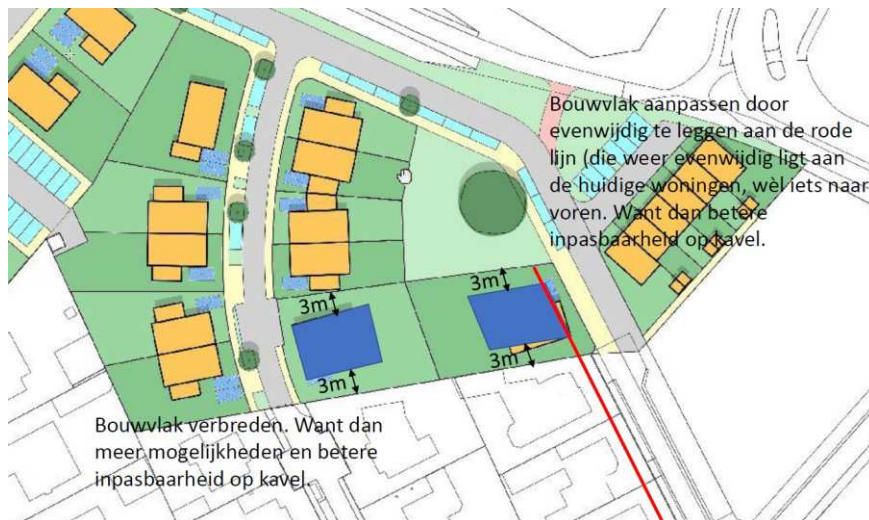 Bouwvlak aanpassen door
evenwijdig te leggen aan de rode
lijn (die weer evenwijdig ligt aan
de huidige woningen, wèl iets naar
voren. Want dan betere
inpasbaarheid op kavel.
3m
3m
3m
3m
Bouwvlak verbreden. Want dan
meer mogelijkheden en betere
inpasbaarheid op kavel.